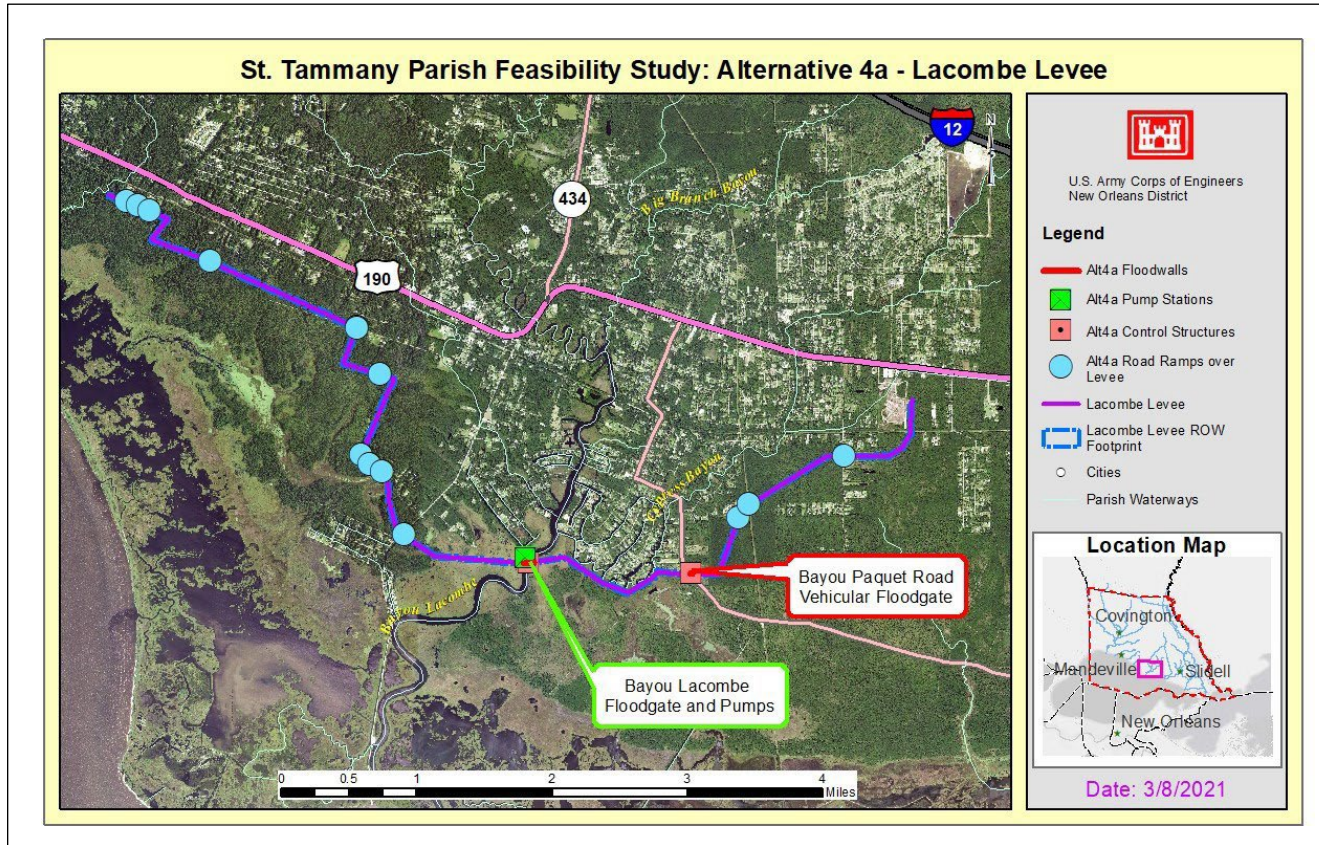 St. Tammany Parish Feasibility Study: Alternative 4a - Lacombe Levee
12
N
434
Big Branch Bayou
190
Cypress Bayou
Bayou Lacombe
Bayou Paquet Road
Vehicular Floodgate
Bayou Lacombe
Floodgate and Pumps
0 0.5 1 2 3 4
Miles
U.S. Army Corps of Engineers
New Orleans District
Legend
Alt4a Floodwalls
Alt4a Pump Stations
Alt4a Control Structures
Alt4a Road Ramps over
Levee
Lacombe Levee
Lacombe Levee ROW
Footprint
Cities
Parish Waterways
Location Map
Covington
Mandeville
Slidell
New Orleans
Date: 3/8/2021